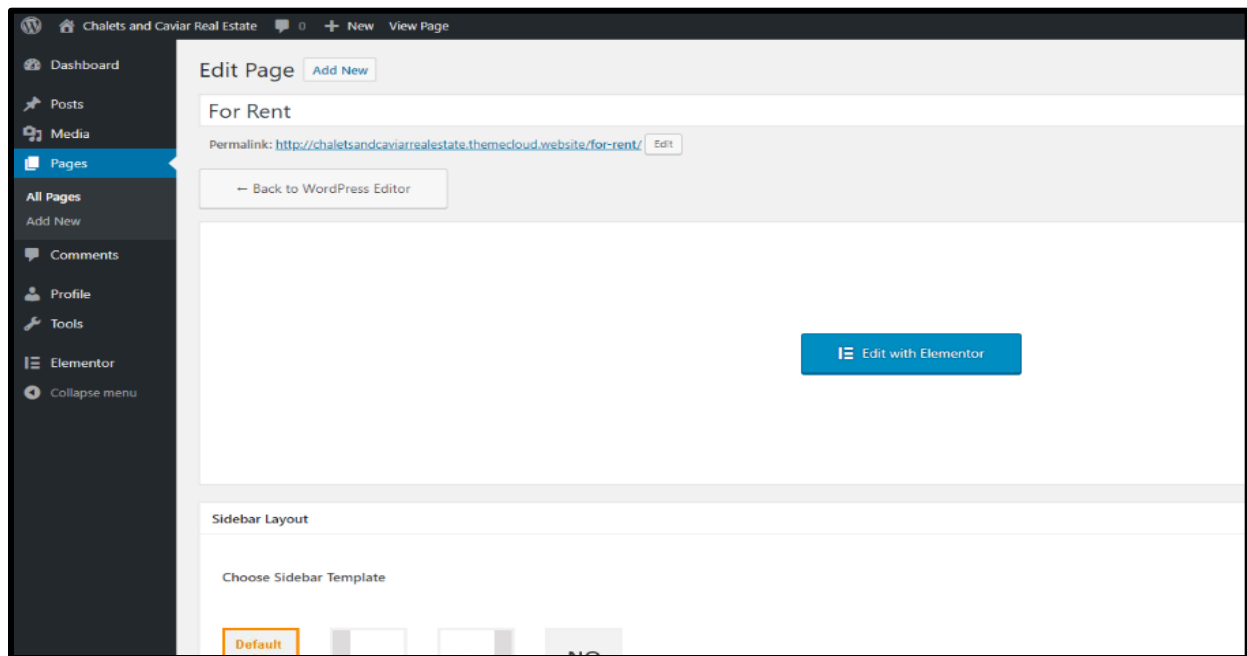 Chalets and Caviar Real Estate 0 + New View Page
Dashboard
Posts
Media
Pages
All Pages
Add New
Comments
Profile
Tools
Elementor
Collapse menu
Edit Page Add New
For Rent
Permalink: http://chaletsandcaviarrealestate.themecloud.website/for-rent/ Edit
← Back to WordPress Editor
Edit with Elementor
Sidebar Layout
Choose Sidebar Template
Default
NO